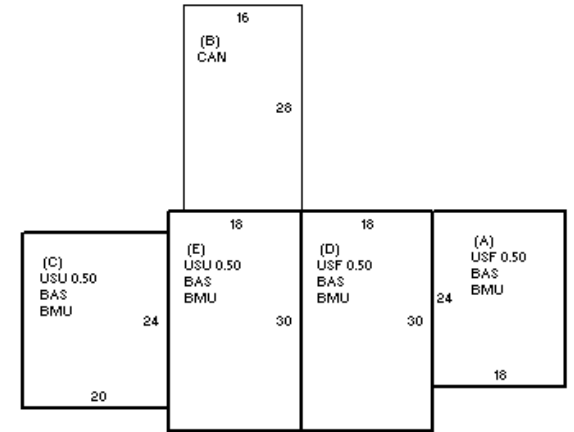 16
(B)
CAN
28
18
(E)
USU 0.50
BAS
BMU
30
18
(D)
USF 0.50
BAS
BMU
30
(A)
USF 0.50
BAS
BMU
24
18
(C)
USU 0.50
BAS
BMU
24
20